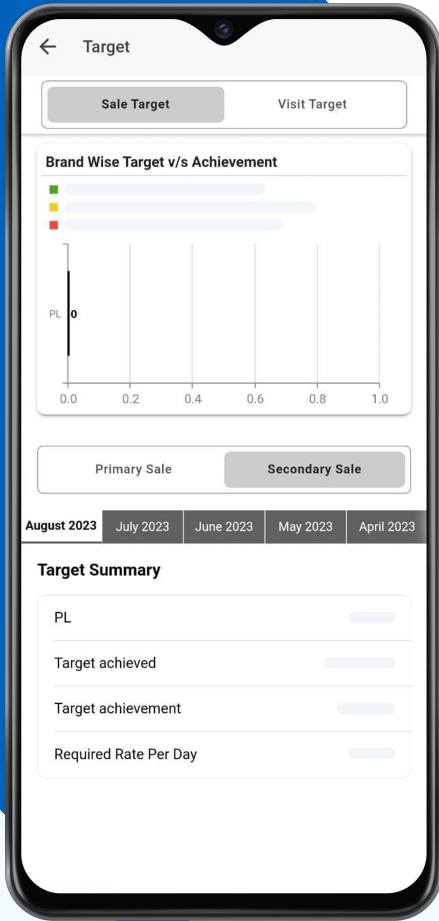 Target
Sale Target
Visit Target
Brand Wise Target v/s Achievement
PL
0
0.0 0.2 0.4 0.6 0.8 1.0
Primary Sale
Secondary Sale
August 2023 July 2023 June 2023 May 2023 April 2023
Target Summary
PL
Target achieved
Target achievement
Required Rate Per Day